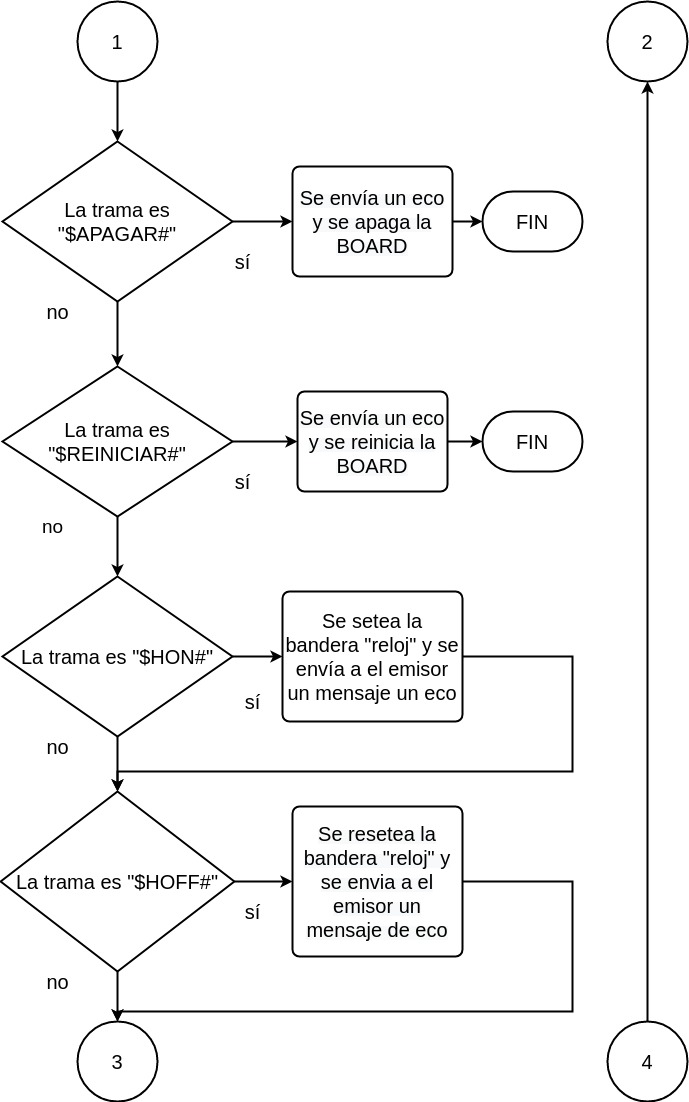 1
2
La trama es
"$APAGAR#"
Se envía un eco
y se apaga la
BOARD
FIN
sí
no
La trama es
"$REINICIAR#"
Se envía un eco
y se reinicia la
BOARD
FIN
sí
no
La trama es "$HON#"
Se setea la
bandera "reloj" y se
envía a el emisor
un mensaje un eco
sí
no
La trama es "$HOFF#"
Se resetea la
bandera "reloj" y
se envia a el
emisor un
mensaje de eco
sí
no
3
4